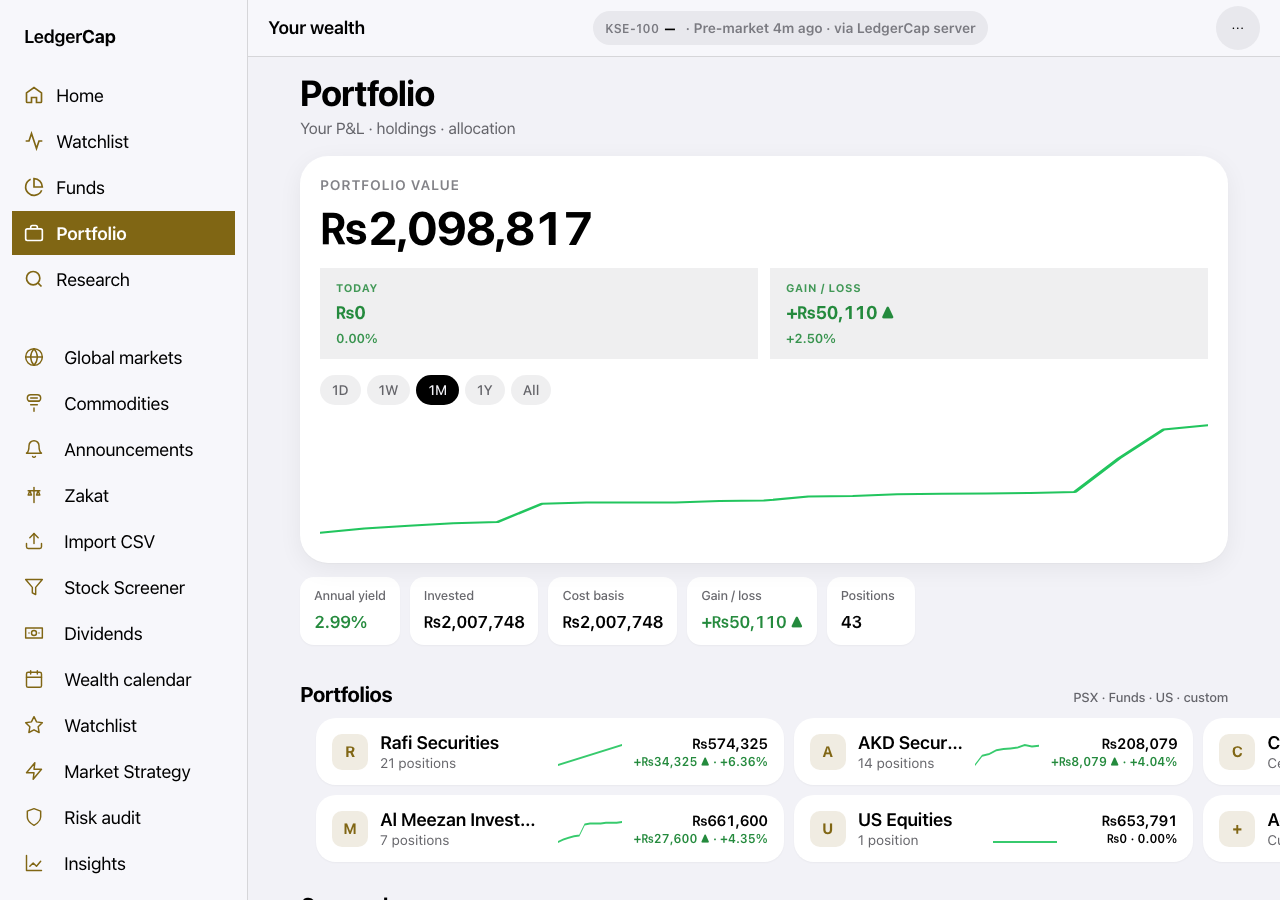 LedgerCap
Home
Watchlist
Funds
Portfolio
Research
Global markets
Commodities
Announcements
Zakat
Import CSV
Stock Screener
Dividends
Wealth calendar
Watchlist
Market Strategy
Risk audit
Insights
Your wealth
KSE-100 — · Pre-market 4m ago · via LedgerCap server
...
Portfolio
Your P&L · holdings · allocation
PORTFOLIO VALUE
₨2,098,817
TODAY
₨0
0.00%
GAIN / LOSS
+₨50,110 ▲
+2.50%
1D 1W 1M 1Y All
Annual yield
2.99%
Invested
₨2,007,748
Cost basis
₨2,007,748
Gain / loss
+₨50,110 ▲
Positions
43
Portfolios
PSX · Funds · US · custom
R
Rafi Securities
21 positions
₨574,325
+₨34,325 ▲ · +6.36%
A
AKD Secur...
14 positions
₨208,079
+₨8,079 ▲ · +4.04%
C
M
Al Meezan Invest...
7 positions
₨661,600
+₨27,600 ▲ · +4.35%
U
US Equities
1 position
₨653,791
₨0 · 0.00%
+